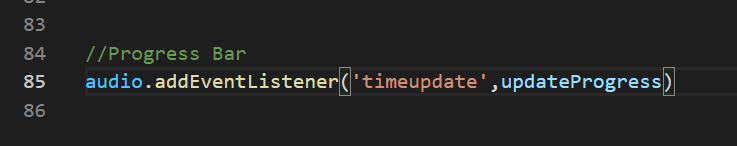 83
84 //Progress Bar
85 audio.addEventListener('timeupdate',updateProgress)
86